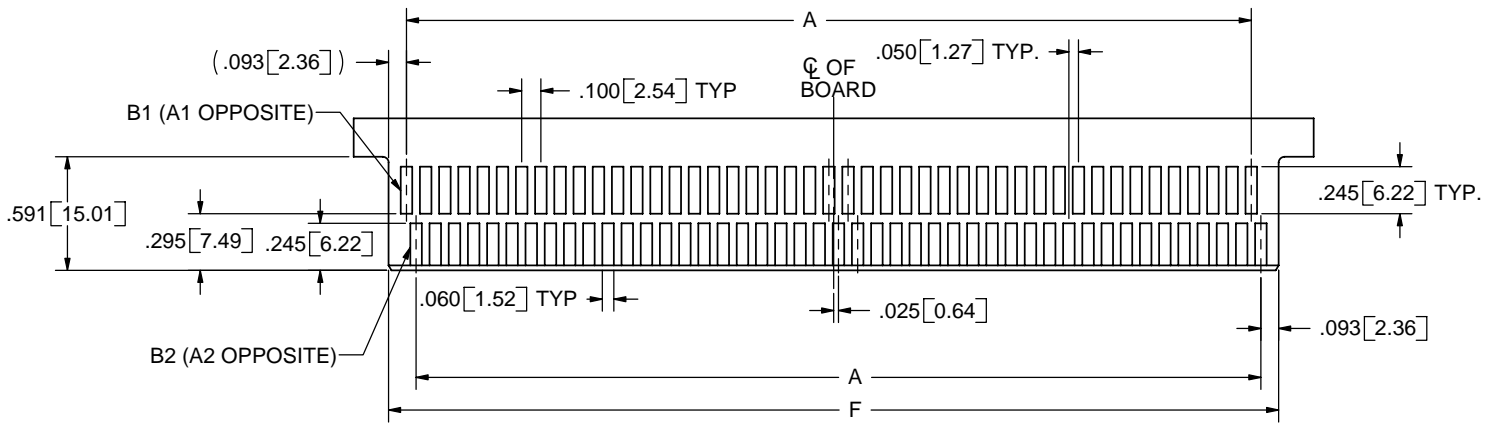 A
(.093[2.36])
.050[1.27] TYP.
℄ OF
BOARD
.100[2.54] TYP
B1 (A1 OPPOSITE)
.245[6.22] TYP.
.591[15.01]
.295[7.49]
.245[6.22]
.060[1.52] TYP
.025[0.64]
.093[2.36]
B2 (A2 OPPOSITE)
A
F